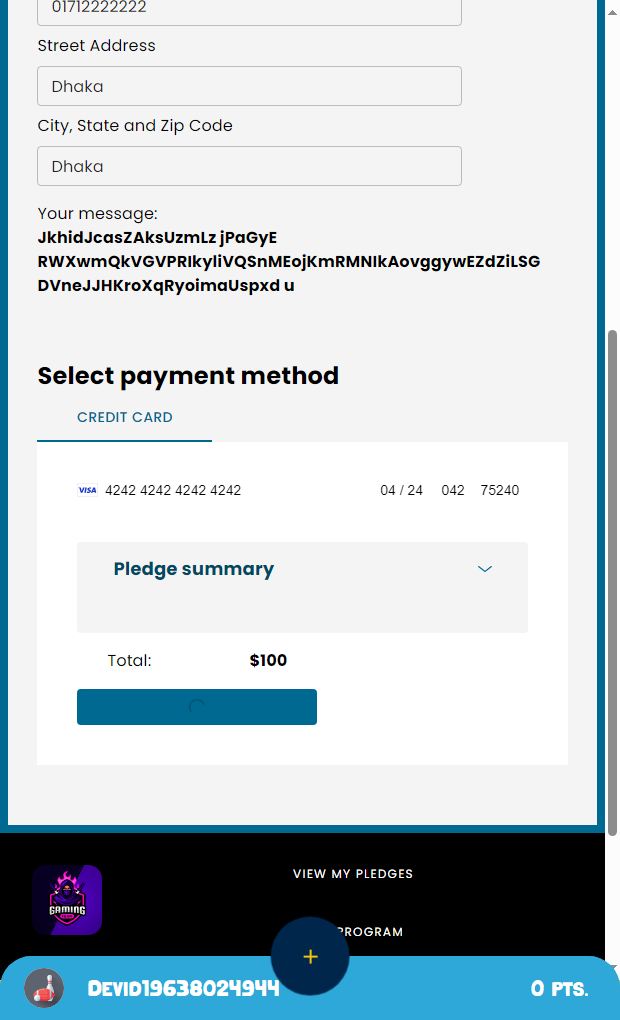 01712222222
Street Address
Dhaka
City, State and Zip Code
Dhaka
Your message:
JkhidJcasZAksUzmLz jPaGyE
RWXwmQkVGVPRIkyliVQSnMEojKmRMNIkAovggywEZdZiLSG
DVneJJHKroXqRyoimaUspxd u
Select payment method
CREDIT CARD
VISA 4242 4242 4242 4242 04 / 24 042 75240
Pledge summary
Total: $100
VIEW MY PLEDGES
GAMING
PROGRAM
+
Devid19638024944 0 PTS.